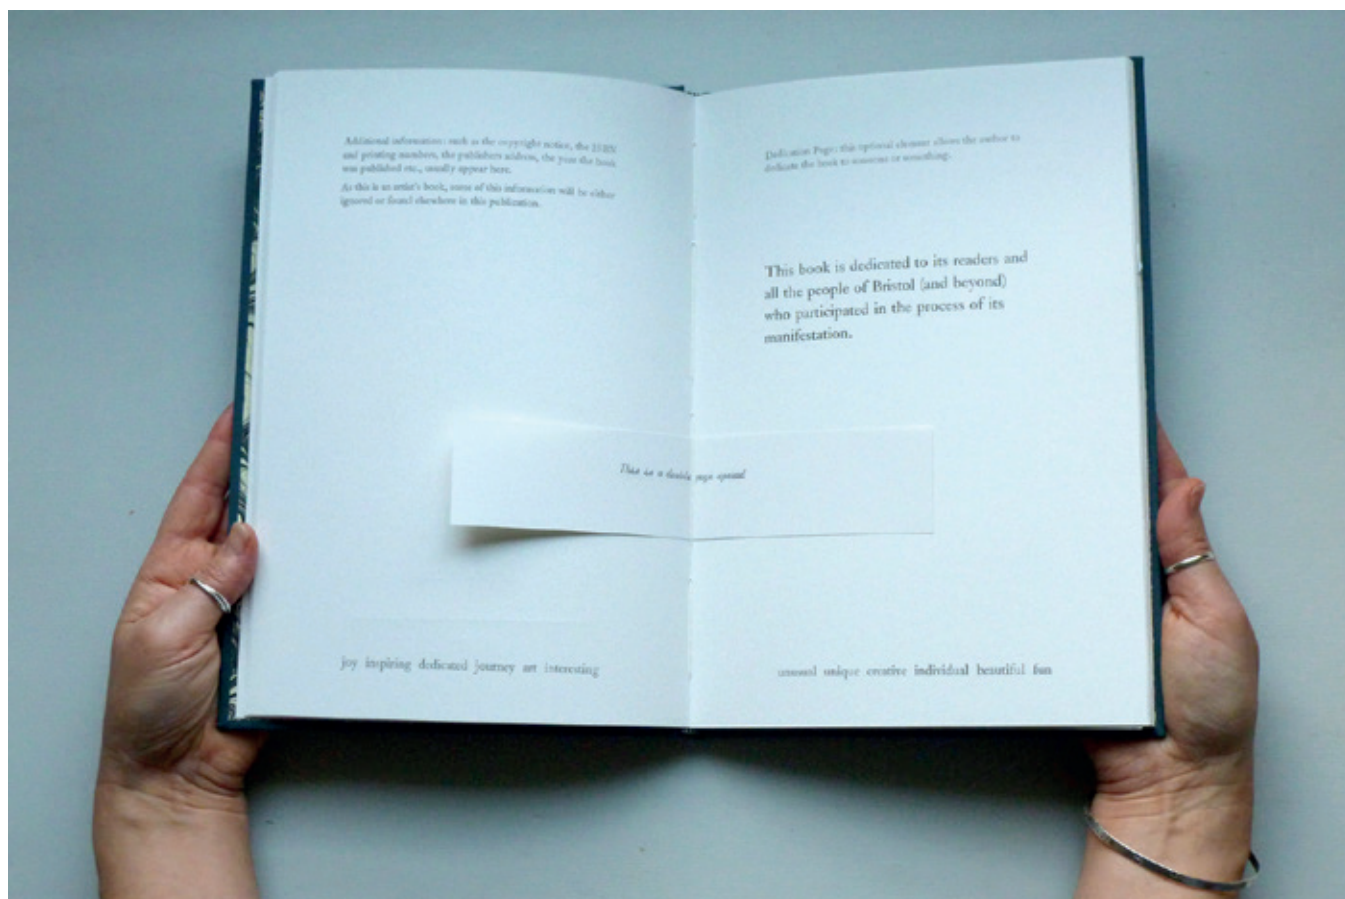 Additional information: such as the copyright notice, the ISBN
and printing numbers, the publishers address, the year the book
was published etc., usually appear here.
As this is an artist's book, some of this information will be either
ignored or found elsewhere in this publication.
Dedication Page: this optional element allows the author to
dedicate the book to someone or something.
This book is dedicated to its readers and
all the people of Bristol (and beyond)
who participated in the process of its
manifestation.
This is a double page spread
joy inspiring dedicated journey art interesting
unusual unique creative individual beautiful fun